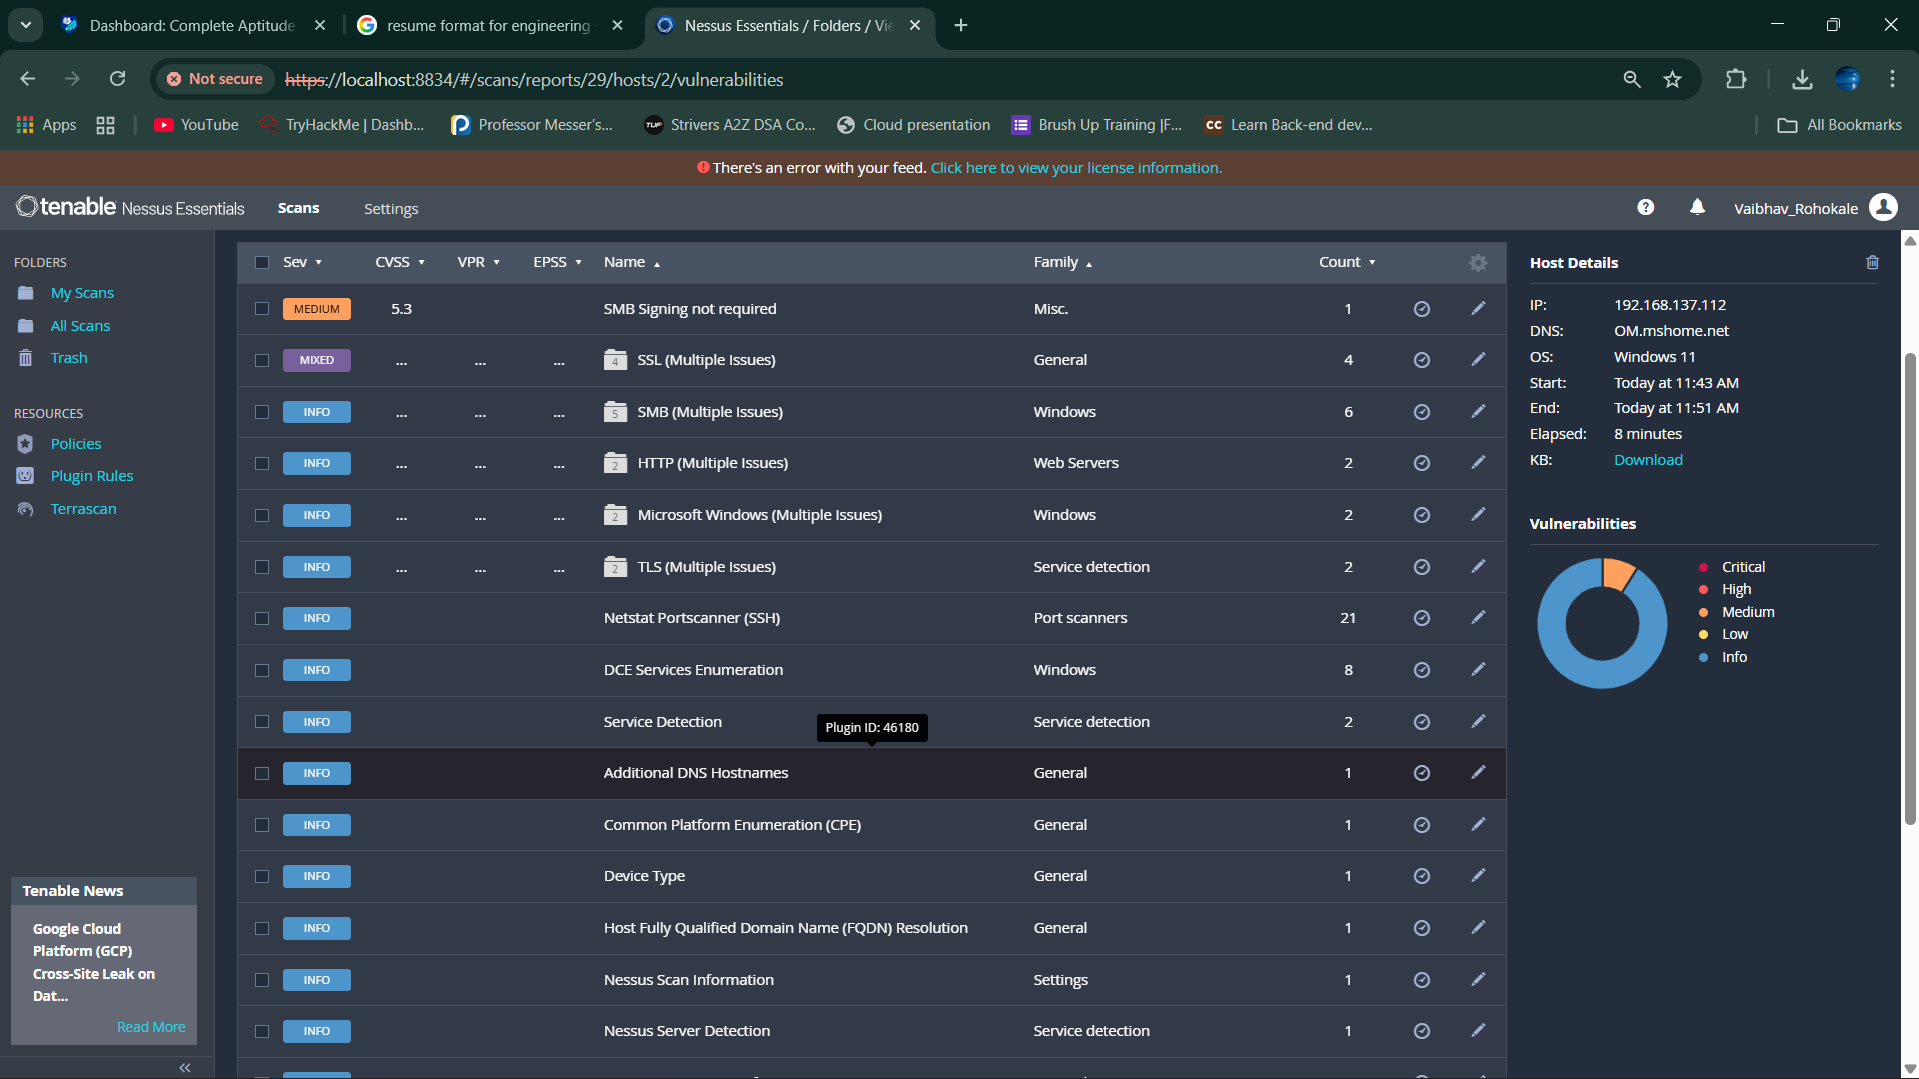 Dashboard: Complete Aptitude
resume format for engineering
Nessus Essentials / Folders / Vie
Not secure
https://localhost:8834/#/scans/reports/29/hosts/2/vulnerabilities
Apps
YouTube
TryHackMe | Dashb...
Professor Messer's...
TUF
Strivers A2Z DSA Co...
Cloud presentation
Brush Up Training |F...
CC
Learn Back-end dev...
All Bookmarks
There's an error with your feed. Click here to view your license information.
tenable Nessus Essentials
Scans
Settings
Vaibhav_Rohokale
FOLDERS
My Scans
All Scans
Trash
RESOURCES
Policies
Plugin Rules
Terrascan
Tenable News
Google Cloud
Platform (GCP)
Cross-Site Leak on
Dat...
Read More
Sev CVSS VPR EPSS Name Family Count
MEDIUM 5.3 SMB Signing not required Misc. 1
MIXED ... ... ... 4 SSL (Multiple Issues) General 4
INFO ... ... ... 5 SMB (Multiple Issues) Windows 6
INFO ... ... ... 2 HTTP (Multiple Issues) Web Servers 2
INFO ... ... ... 2 Microsoft Windows (Multiple Issues) Windows 2
INFO ... ... ... 2 TLS (Multiple Issues) Service detection 2
INFO Netstat Portscanner (SSH) Port scanners 21
INFO DCE Services Enumeration Windows 8
INFO Service Detection Service detection 2
Plugin ID: 46180
INFO Additional DNS Hostnames General 1
INFO Common Platform Enumeration (CPE) General 1
INFO Device Type General 1
INFO Host Fully Qualified Domain Name (FQDN) Resolution General 1
INFO Nessus Scan Information Settings 1
INFO Nessus Server Detection Service detection 1
Host Details
IP: 192.168.137.112
DNS: OM.mshome.net
OS: Windows 11
Start: Today at 11:43 AM
End: Today at 11:51 AM
Elapsed: 8 minutes
KB: Download
Vulnerabilities
Critical
High
Medium
Low
Info